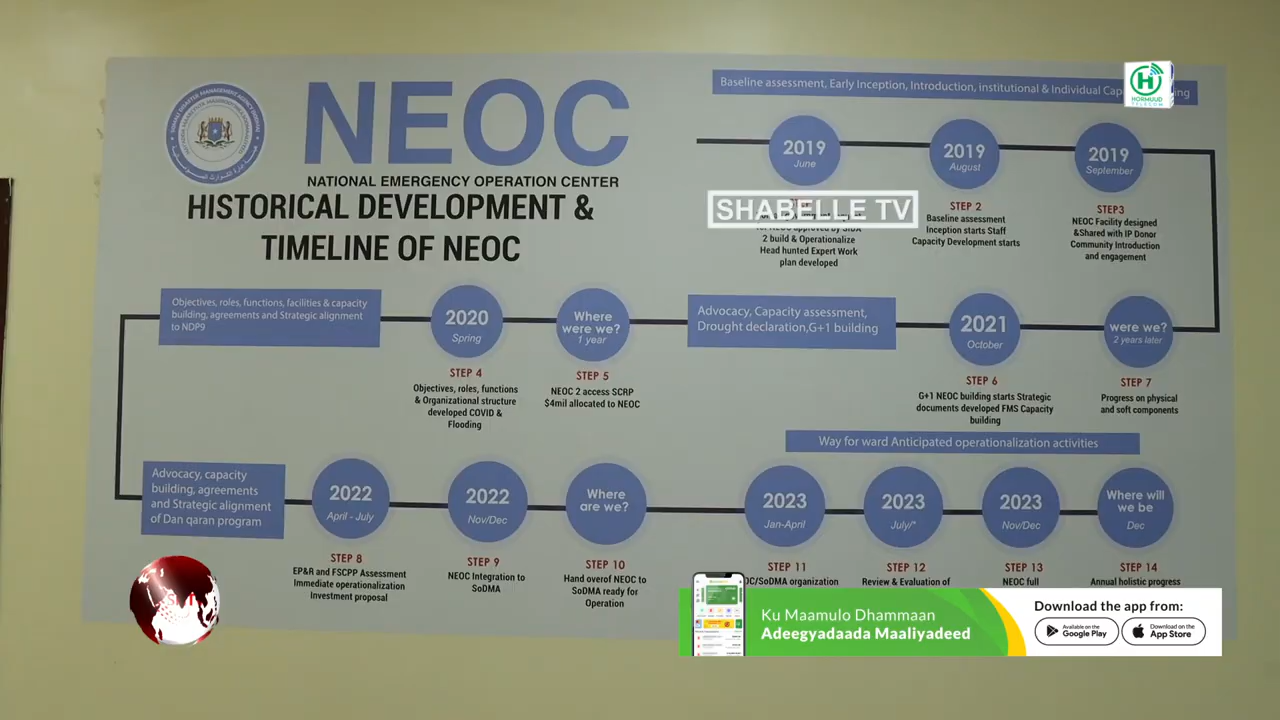 NEOC
NATIONAL EMERGENCY OPERATION CENTER
HISTORICAL DEVELOPMENT &
TIMELINE OF NEOC
Baseline assessment, Early Inception, Introduction, institutional & Individual
HORMUUD
TELECOM
2019
June
SHABELLE TV
2 build & Operationalize
Head hunted Expert Work
plan developed
2019
August
STEP 2
Baseline assessment
Inception starts Staff
Capacity Development starts
2019
September
STEP3
NEOC Facility designed
&Shared with IP Donor
Community Introduction
and engagement
Objectives, roles, functions, facilities & capacity
building, agreements and Strategic alignment
to NDP9
2020
Spring
STEP 4
Objectives, roles, functions
& Organizational structure
developed COVID &
Flooding
Where
were we?
1 year
STEP 5
NEOC 2 access SCRP
$4mil allocated to NEOC
Advocacy, Capacity assessment,
Drought declaration,G+1 building
2021
October
STEP 6
G+1 NEOC building starts Strategic
documents developed FMS Capacity
building
were we?
2 years later
STEP 7
Progress on physical
and soft components
Way for ward Anticipated operationalization activities
Advocacy, capacity
building, agreements
and Strategic alignment
of Dan qaran program
2022
April - July
STEP 8
EP&R and FSCPP Assessment
Immediate operationalization
Investment proposal
2022
Nov/Dec
STEP 9
NEOC Integration to
SoDMA
Where
are we?
STEP 10
Hand overof NEOC to
SoDMA ready for
Operation
2023
Jan-April
STEP 11
OC/SoDMA organization
2023
July/*
STEP 12
Review & Evaluation of
2023
Nov/Dec
STEP 13
NEOC full
Where will
we be
Dec
STEP 14
Annual holistic progress
Ku Maamulo Dhammaan
Adeegyadaada Maaliyadeed
Download the app from:
Available on the
Google Play
Download on the
App Store